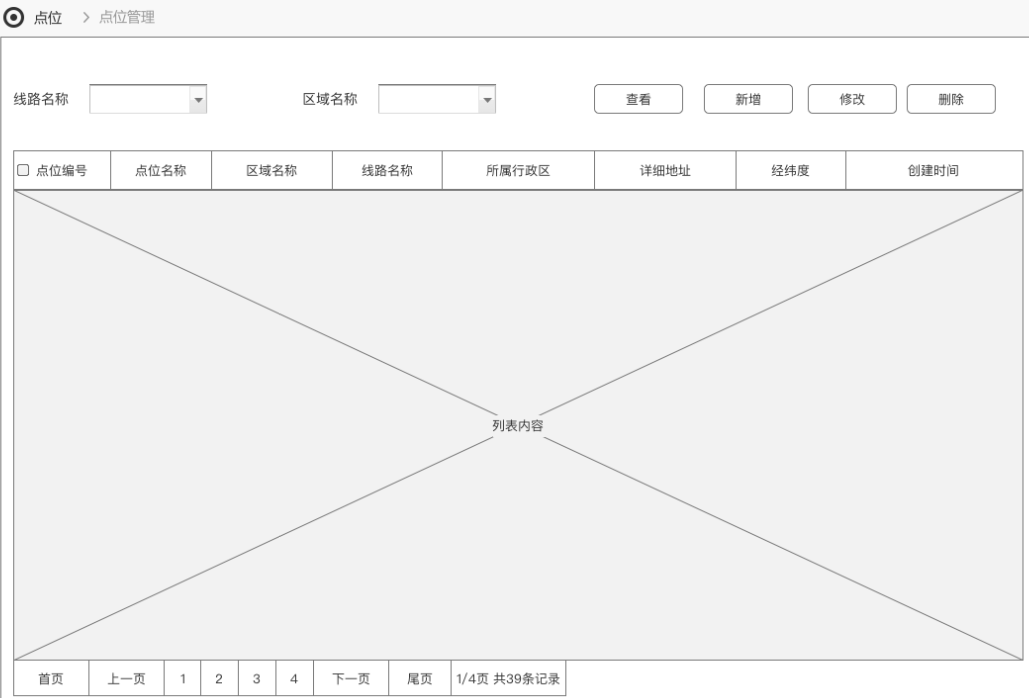 点位 > 点位管理
线路名称 区域名称 查看 新增 修改 删除
点位编号 点位名称 区域名称 线路名称 所属行政区 详细地址 经纬度 创建时间
列表内容
首页 上一页 1 2 3 4 下一页 尾页 1/4页 共39条记录